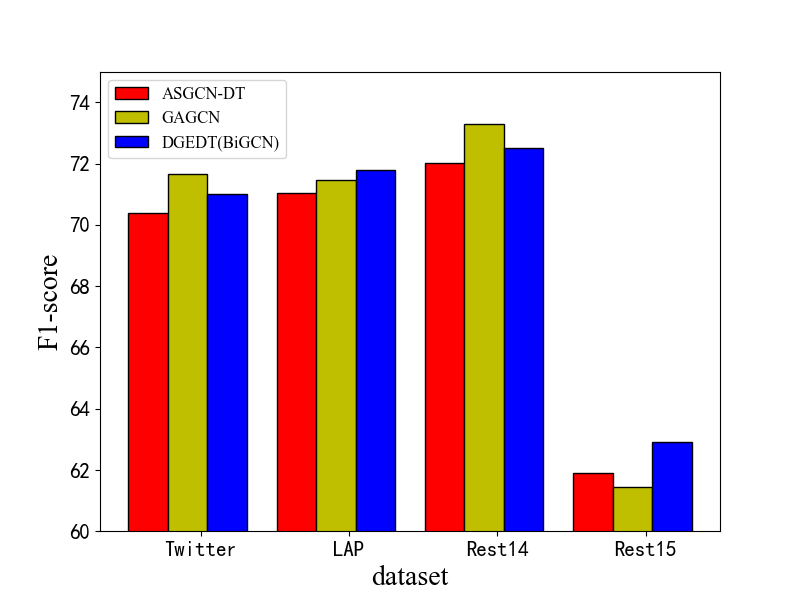 ASGCN-DT
GAGCN
DGEDT(BiGCN)
74
72
70
68
66
64
62
60
F1-score
Twitter LAP Rest14 Rest15
dataset